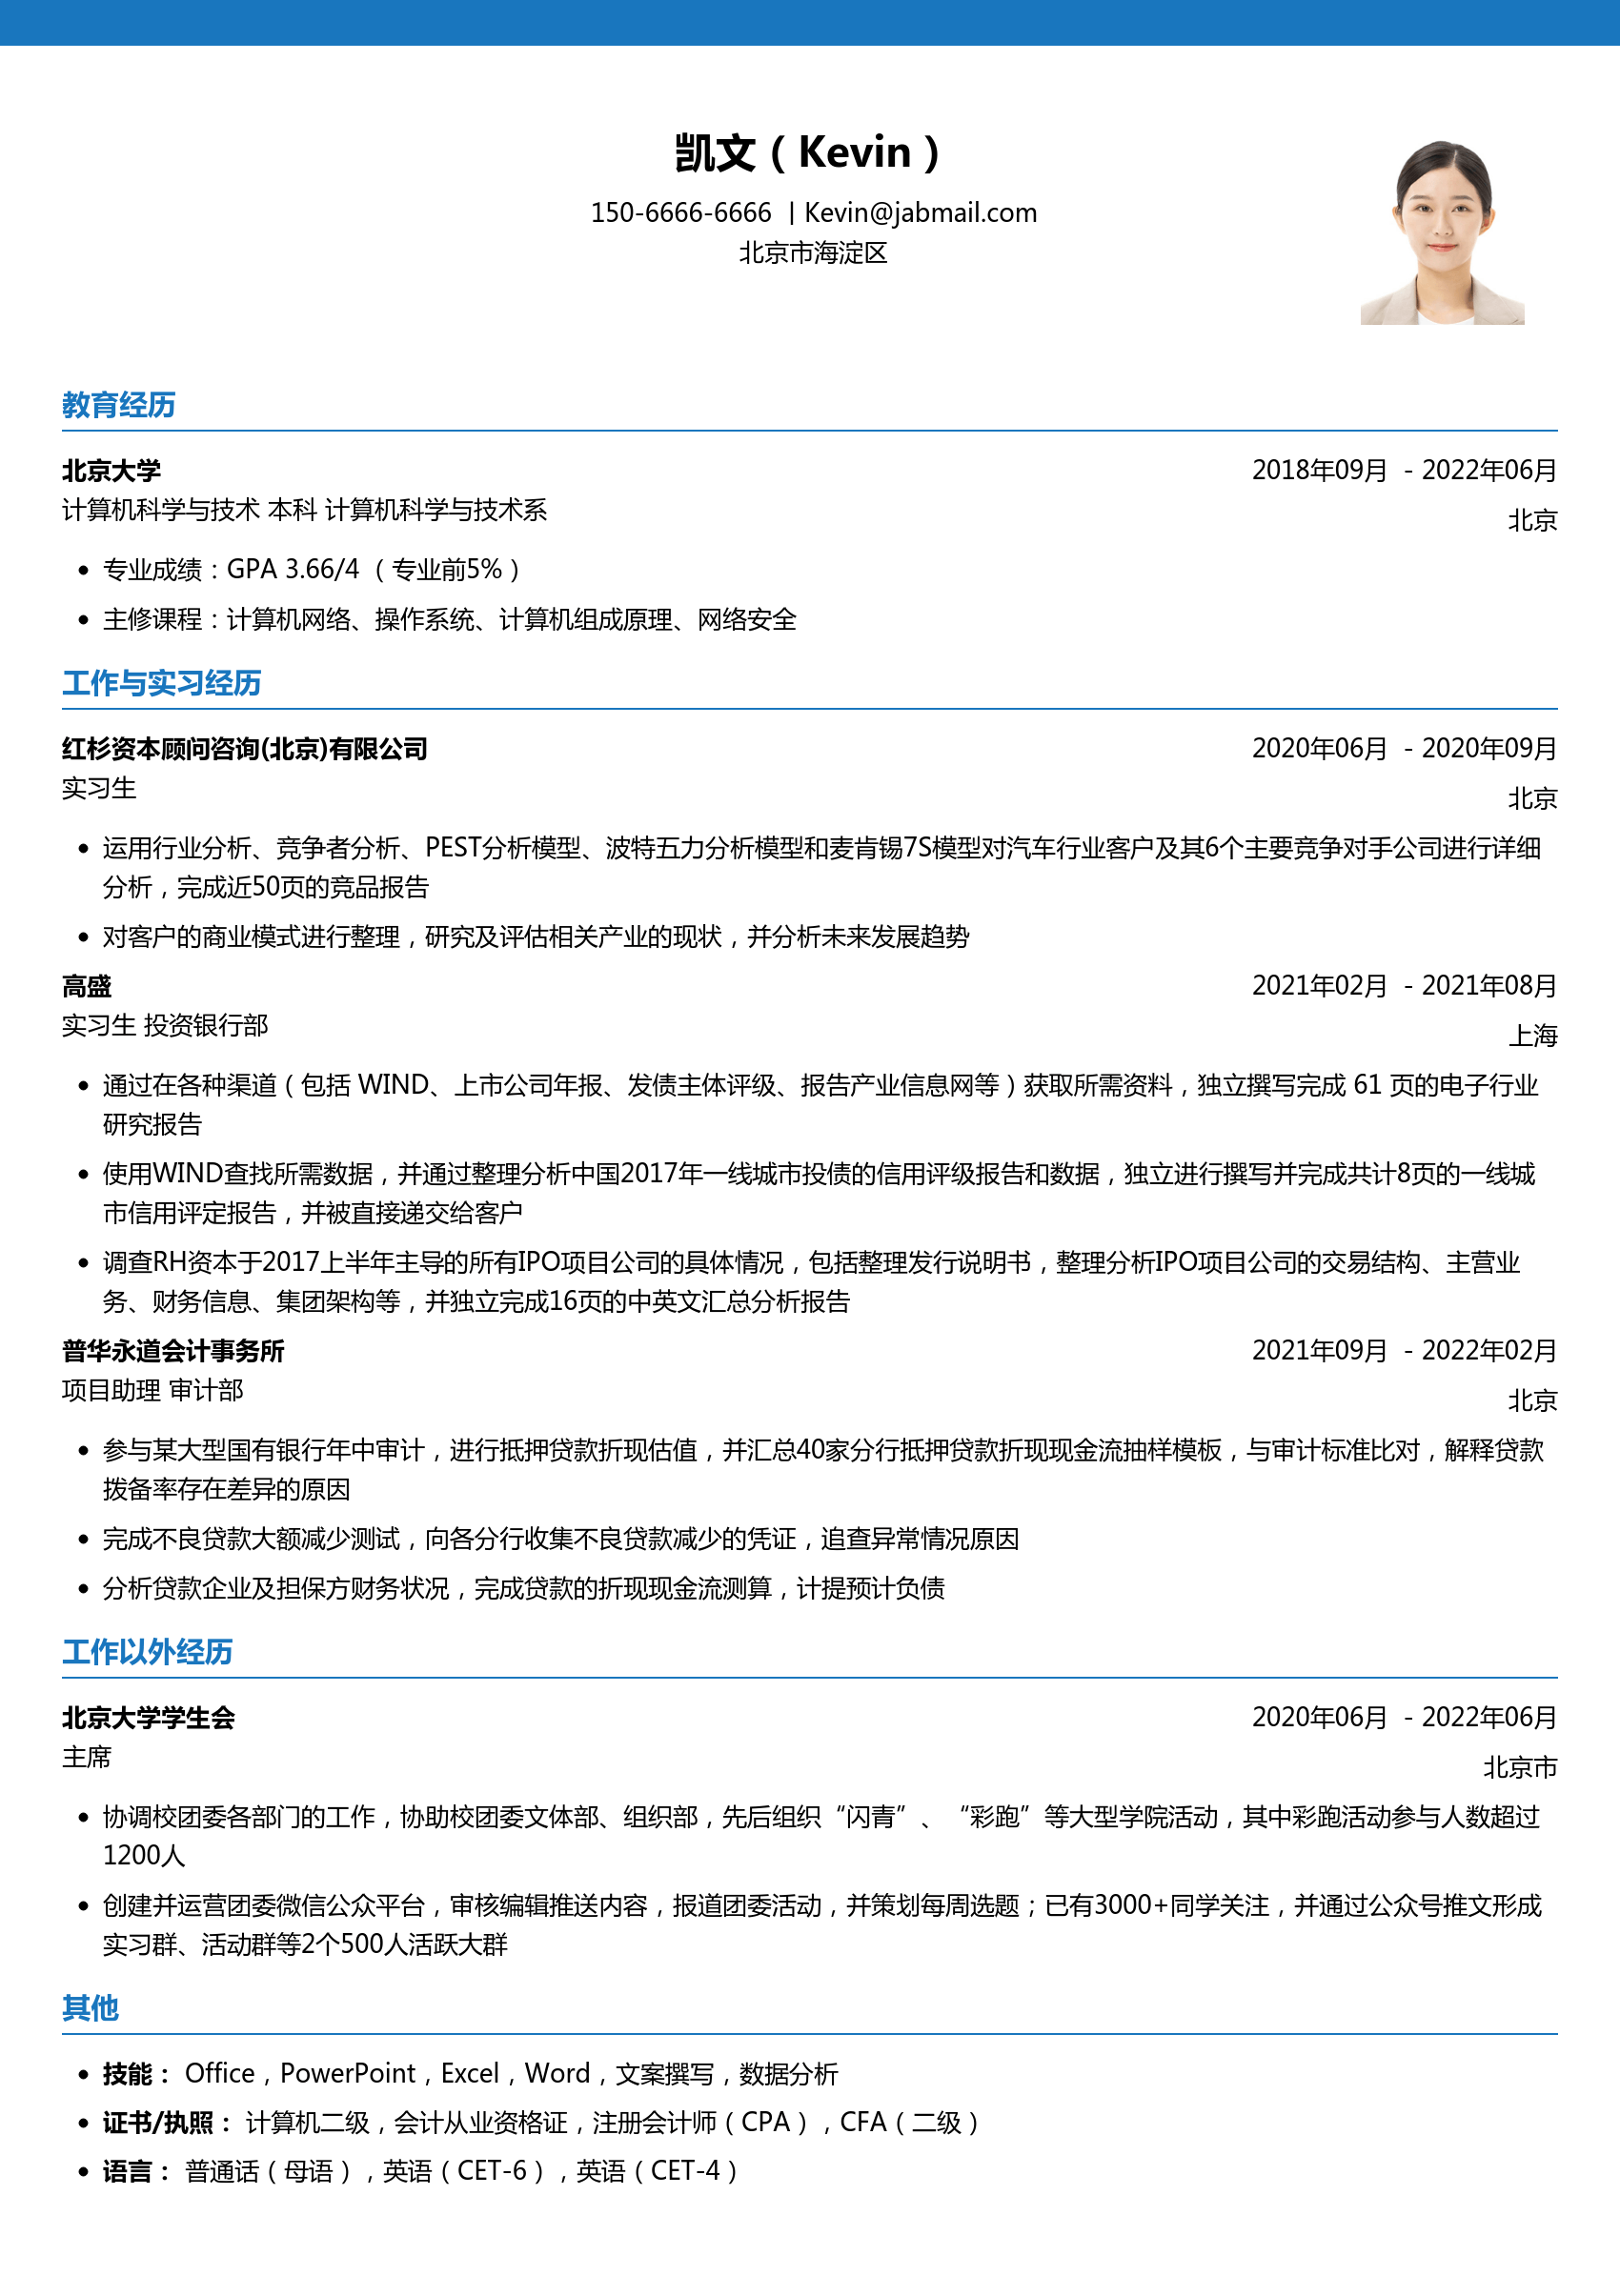 凯文（Kevin）
150-6666-6666 | Kevin@jabmail.com
北京市海淀区
教育经历
北京大学 2018年09月 - 2022年06月
计算机科学与技术 本科 计算机科学与技术系 北京
• 专业成绩：GPA 3.66/4 （专业前5%）
• 主修课程：计算机网络、操作系统、计算机组成原理、网络安全
工作与实习经历
红杉资本顾问咨询(北京)有限公司 2020年06月 - 2020年09月
实习生 北京
• 运用行业分析、竞争者分析、PEST分析模型、波特五力分析模型和麦肯锡7S模型对汽车行业客户及其6个主要竞争对手公司进行详细
分析，完成近50页的竞品报告
• 对客户的商业模式进行整理，研究及评估相关产业的现状，并分析未来发展趋势
高盛 2021年02月 - 2021年08月
实习生 投资银行部 上海
• 通过在各种渠道（包括 WIND、上市公司年报、发债主体评级、报告产业信息网等）获取所需资料，独立撰写完成 61 页的电子行业
研究报告
• 使用WIND查找所需数据，并通过整理分析中国2017年一线城市投债的信用评级报告和数据，独立进行撰写并完成共计8页的一线城
市信用评定报告，并被直接递交给客户
• 调查RH资本于2017上半年主导的所有IPO项目公司的具体情况，包括整理发行说明书，整理分析IPO项目公司的交易结构、主营业
务、财务信息、集团架构等，并独立完成16页的中英文汇总分析报告
普华永道会计事务所 2021年09月 - 2022年02月
项目助理 审计部 北京
• 参与某大型国有银行年中审计，进行抵押贷款折现估值，并汇总40家分行抵押贷款折现现金流抽样模板，与审计标准比对，解释贷款
拨备率存在差异的原因
• 完成不良贷款大额减少测试，向各分行收集不良贷款减少的凭证，追查异常情况原因
• 分析贷款企业及担保方财务状况，完成贷款的折现现金流测算，计提预计负债
工作以外经历
北京大学学生会 2020年06月 - 2022年06月
主席 北京市
• 协调校团委各部门的工作，协助校团委文体部、组织部，先后组织“闪青”、“彩跑”等大型学院活动，其中彩跑活动参与人数超过
1200人
• 创建并运营团委微信公众平台，审核编辑推送内容，报道团委活动，并策划每周选题；已有3000+同学关注，并通过公众号推文形成
实习群、活动群等2个500人活跃大群
其他
• 技能： Office，PowerPoint，Excel，Word，文案撰写，数据分析
• 证书/执照： 计算机二级，会计从业资格证，注册会计师（CPA），CFA（二级）
• 语言： 普通话（母语），英语（CET-6），英语（CET-4）